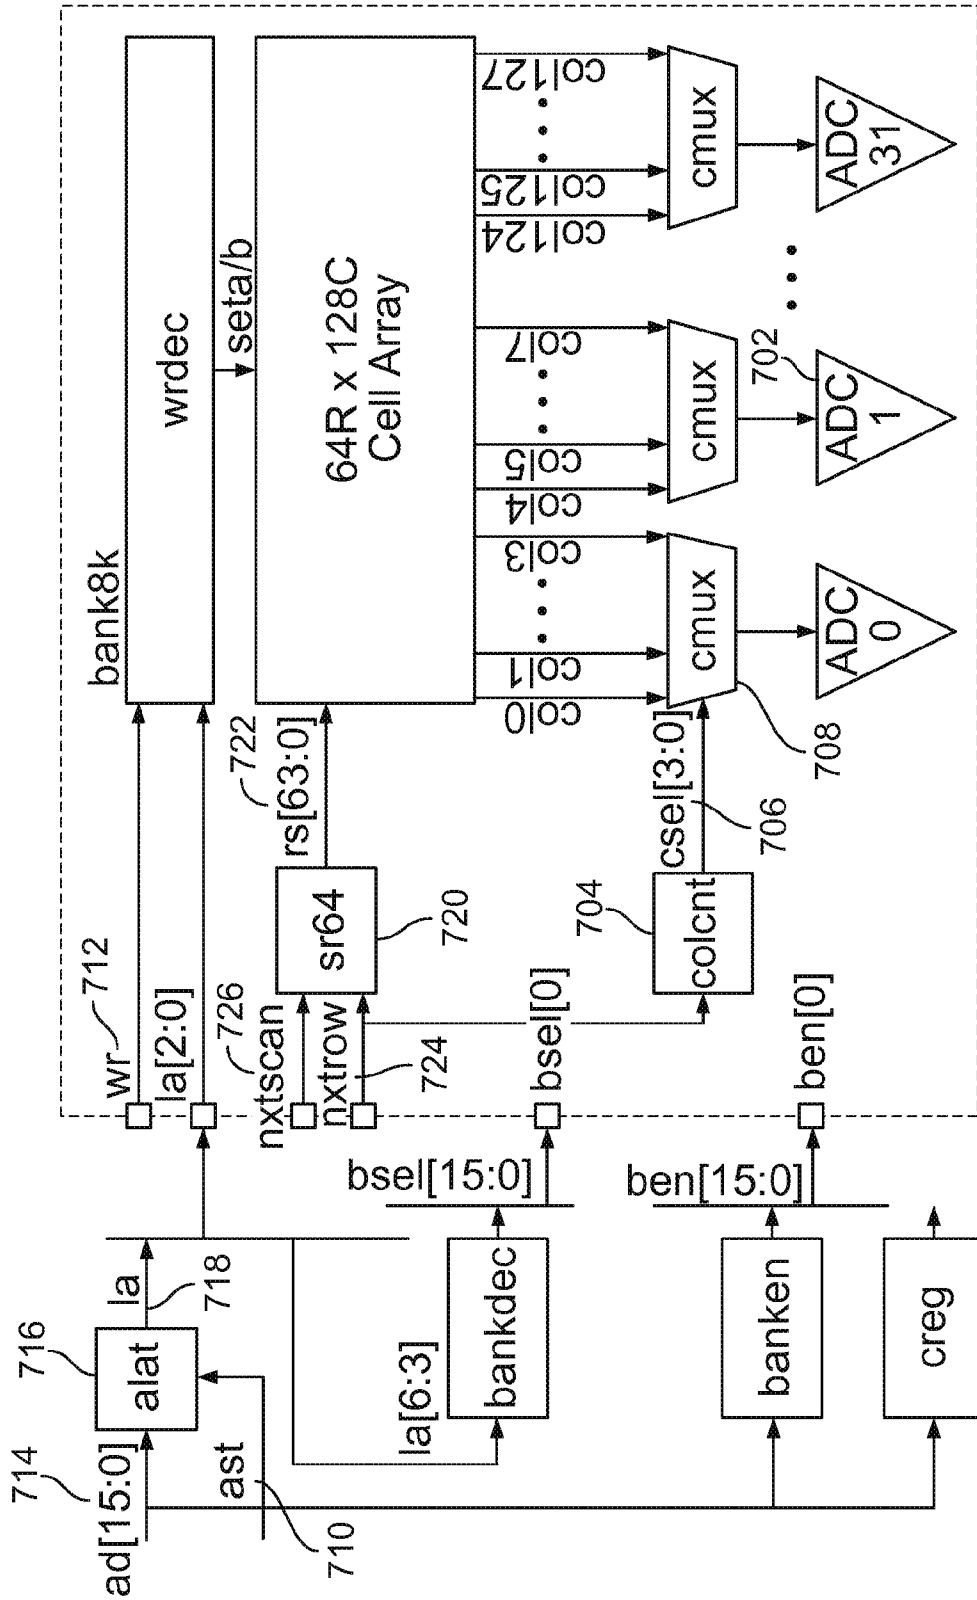 714
ad[15:0]
ast
710
716
alat
la
718
la[6:3]
bankdec
bsel[15:0]
bsel[0]
banken
ben[15:0]
ben[0]
creg
712
wr
la[2:0]
726
nxtscan
nxtrow
724
sr64
720
722
rs[63:0]
704
colcnt
csel[3:0]
706
708
bank8k
wrdec
seta/b
64R x 128C
Cell Array
col0
col1
col3
col4
col5
col7
col124
col125
col127
cmux
cmux
cmux
ADC
0
702
ADC
1
ADC
31